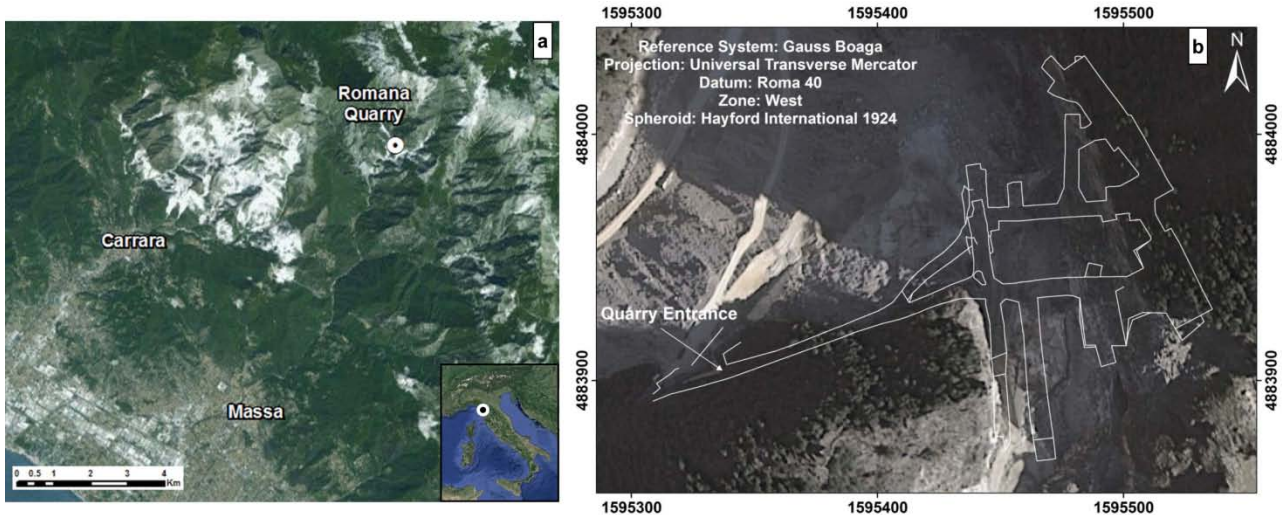 a
Romana
Quarry
Carrara
Massa
0 0.5 1 2 3 4
Km
1595300 1595400 1595500
b
N
Reference System: Gauss Boaga
Projection: Universal Transverse Mercator
Datum: Roma 40
Zone: West
Spheroid: Hayford International 1924
4884000
4884000
Quarry Entrance
4883900
4883900
1595300 1595400 1595500